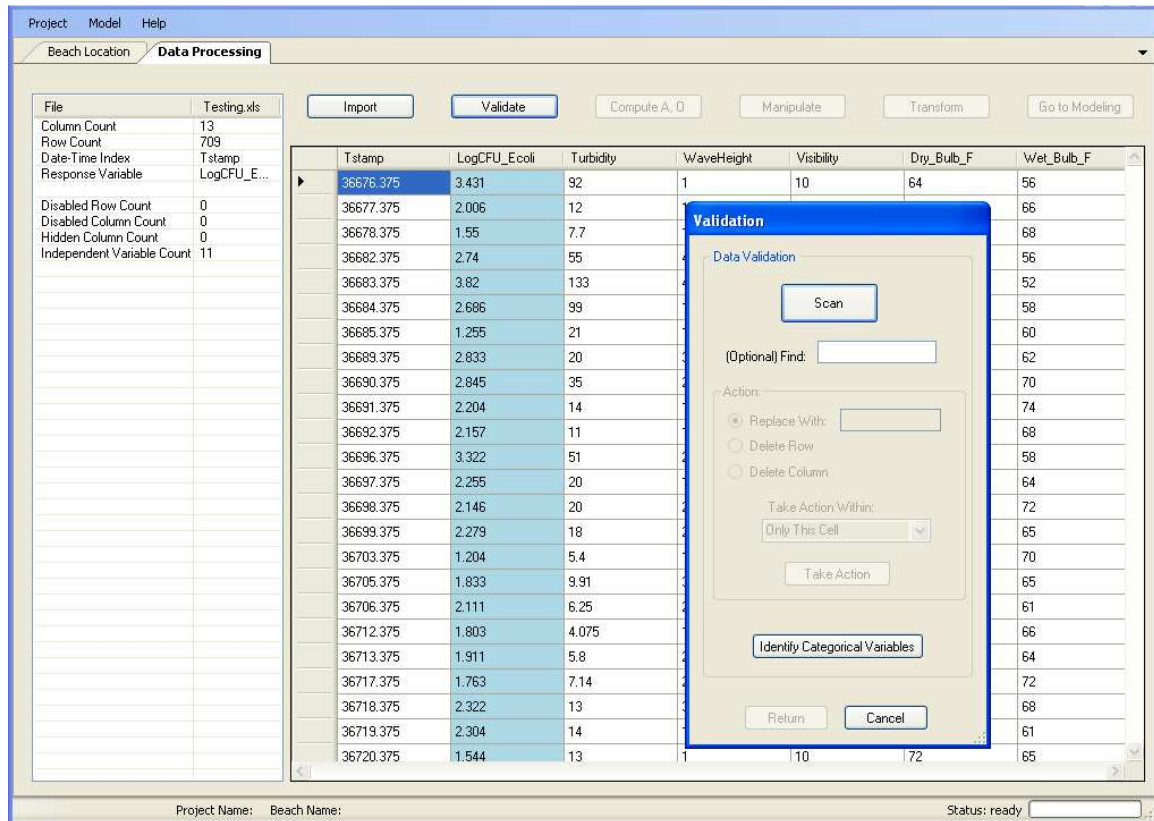 Project Model Help
Beach Location Data Processing
Import Validate Compute A, O Manipulate Transform Go to Modeling
File Testing.xls
Column Count 13
Row Count 709
Date-Time Index Tstamp
Response Variable LogCFU_E...
Disabled Row Count 0
Disabled Column Count 0
Hidden Column Count 0
Independent Variable Count 11
Tstamp LogCFU_Ecoli Turbidity WaveHeight Visibility Dry_Bulb_F Wet_Bulb_F
36676.375 3.431 92 1 10 64 56
36677.375 2.006 12 66
36678.375 1.55 7.7 68
36682.375 2.74 55 56
36683.375 3.82 133 52
36684.375 2.686 99 58
36685.375 1.255 21 60
36689.375 2.833 20 62
36690.375 2.845 35 70
36691.375 2.204 14 74
36692.375 2.157 11 68
36696.375 3.322 51 58
36697.375 2.255 20 64
36698.375 2.146 20 72
36699.375 2.279 18 65
36703.375 1.204 5.4 70
36705.375 1.833 9.91 65
36706.375 2.111 6.25 61
36712.375 1.803 4.075 66
36713.375 1.911 5.8 64
36717.375 1.763 7.14 72
36718.375 2.322 13 68
36719.375 2.304 14 61
36720.375 1.544 13 1 10 72 65
Validation
Data Validation
Scan
(Optional) Find:
Action:
Replace With:
Delete Row
Delete Column
Take Action Within:
Only This Cell
Take Action
Identify Categorical Variables
Return Cancel
Project Name: Beach Name: Status: ready